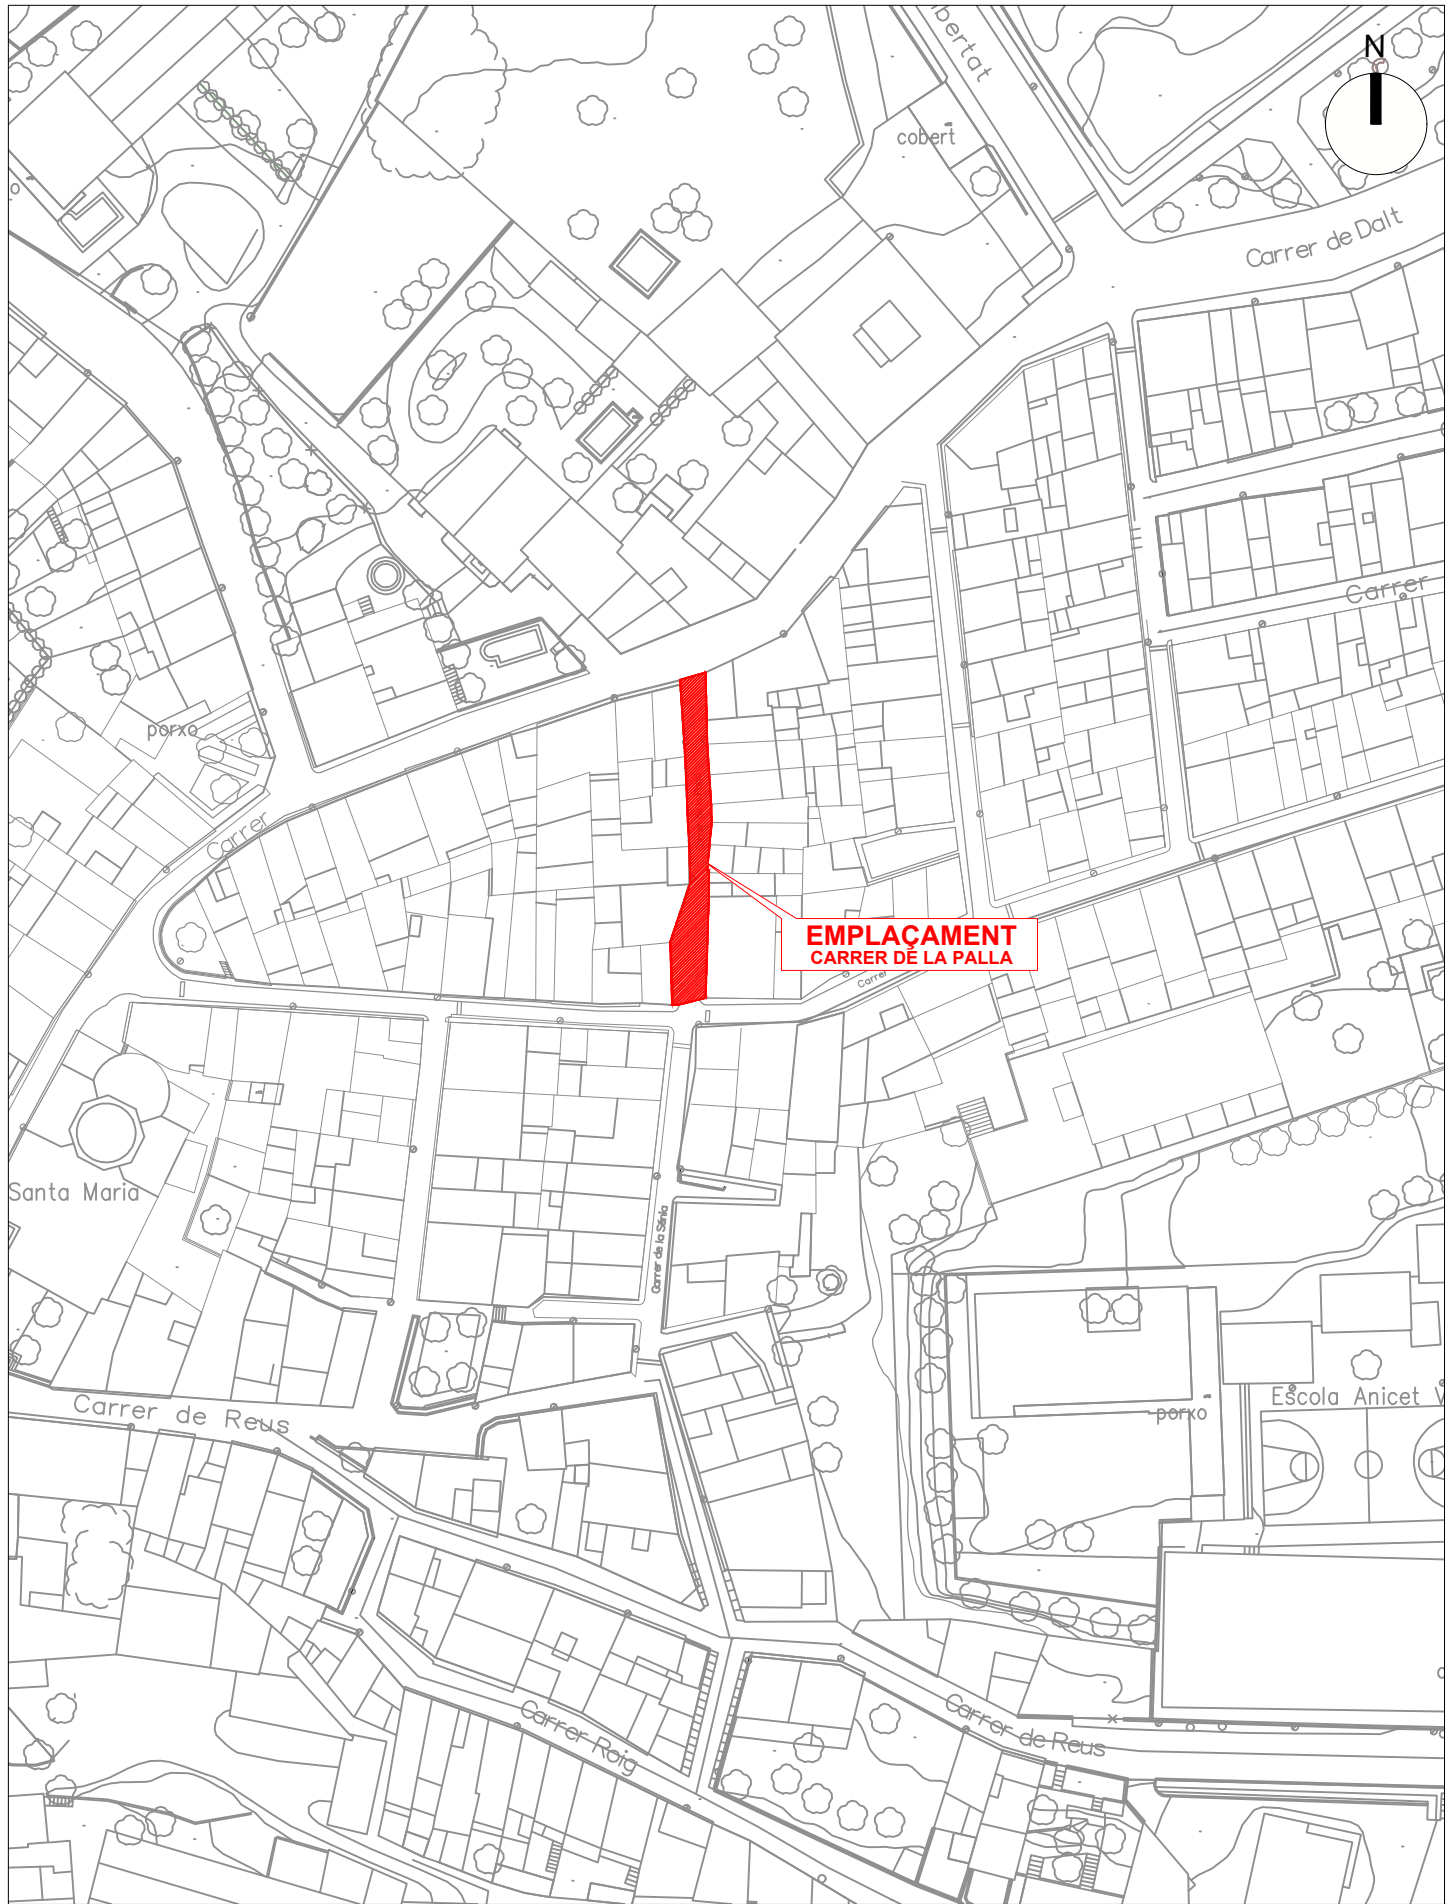 bertat
N
cobert
Carrer de Dalt
Carrer
porxo
Carrer
EMPLAÇAMENT
CARRER DE LA PALLA
Carrer
Santa Maria
Carrer de la Sènia
Carrer de Reus
Escola Anicet V
porxo
Carrer Roig
Carrer de Reus